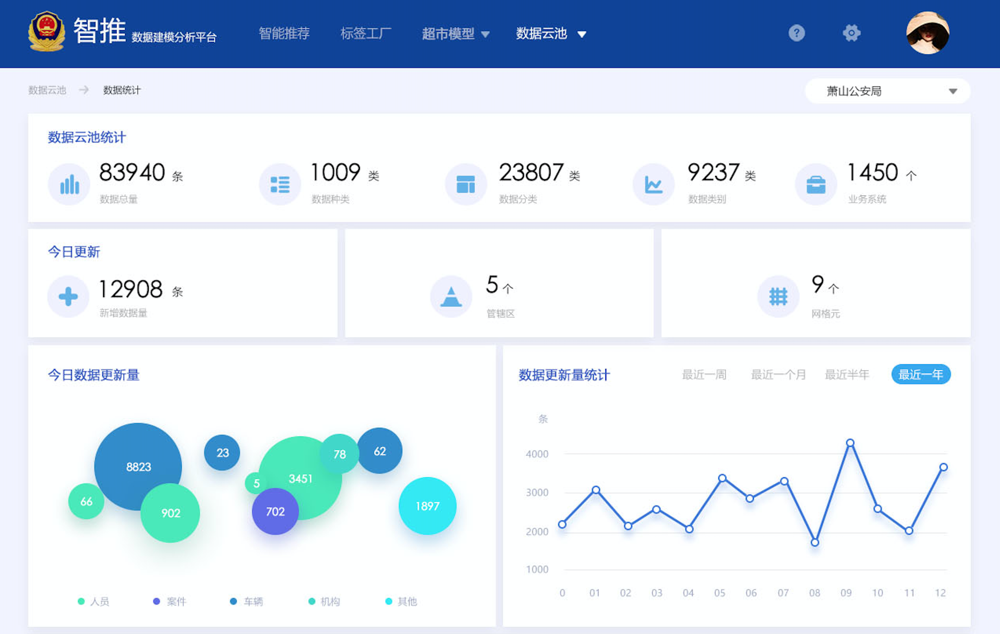 智推 数据建模分析平台 智能推荐 标签工厂 超市模型 数据云池
数据云池 数据统计 萧山公安局
数据云池统计
83940 条 1009 类 23807 类 9237 类 1450 个
数据总量 数据种类 数据分类 数据类别 业务系统
今日更新
12908 条 5 个 9 个
新增数据量 管辖区 网格元
今日数据更新量
8823
23
3451
78
62
5
66
902
702
1897
人员 案件 车辆 机构 其他
数据更新量统计 最近一周 最近一个月 最近半年 最近一年
条
4000
3000
2000
1000
0 01 02 03 04 05 06 07 08 09 10 11 12